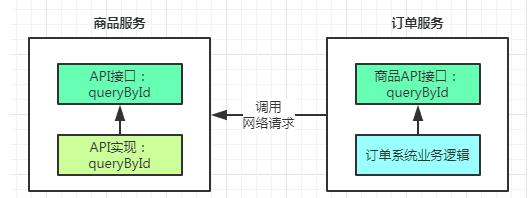 商品服务
订单服务
API接口：
queryById
商品API接口：
queryById
调用
网络请求
API实现：
queryById
订单系统业务逻辑